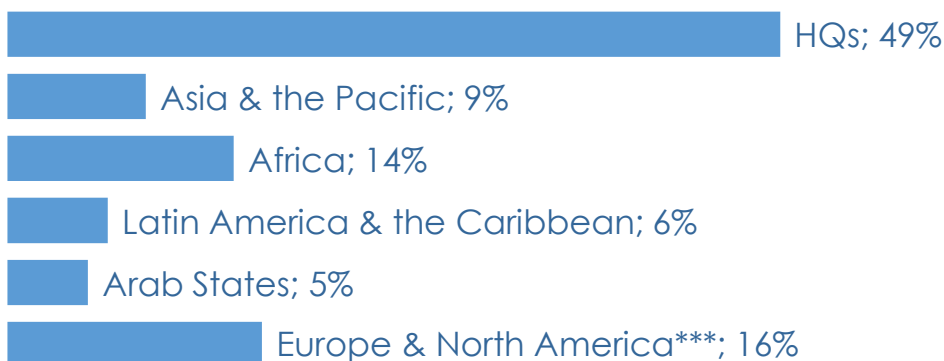 HQs; 49%
Asia & the Pacific; 9%
Africa; 14%
Latin America & the Caribbean; 6%
Arab States; 5%
Europe & North America***; 16%